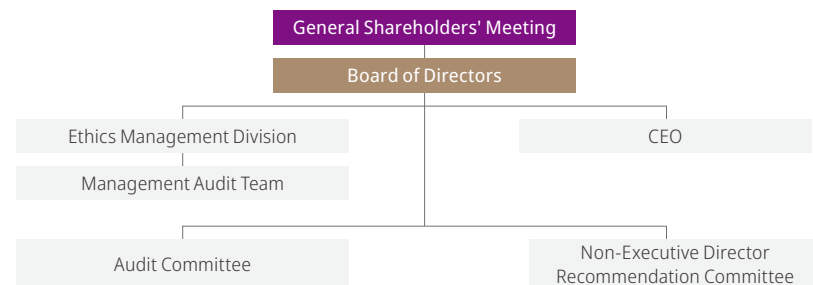 General Shareholders' Meeting
Board of Directors
Ethics Management Division
CEO
Management Audit Team
Audit Committee
Non-Executive Director
Recommendation Committee